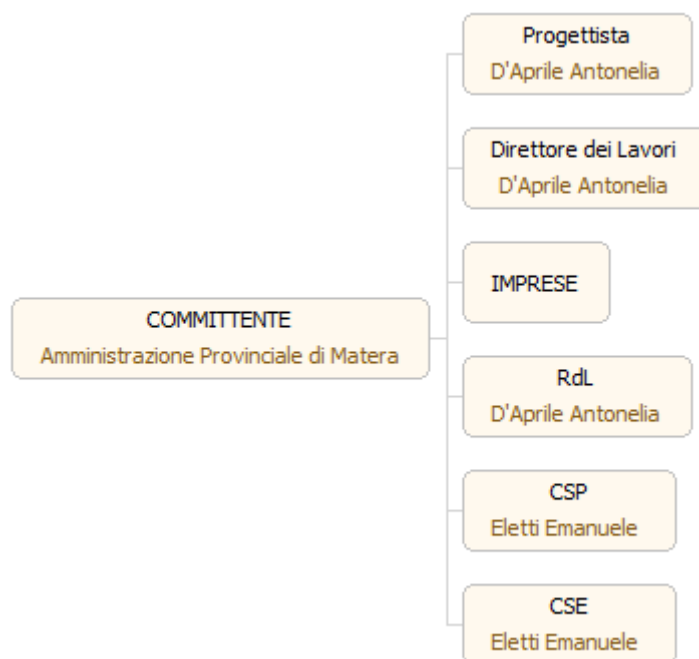 Progettista
D'Aprile Antonelia
Direttore dei Lavori
D'Aprile Antonelia
IMPRESE
COMMITTENTE
Amministrazione Provinciale di Matera
RdL
D'Aprile Antonelia
CSP
Eletti Emanuele
CSE
Eletti Emanuele